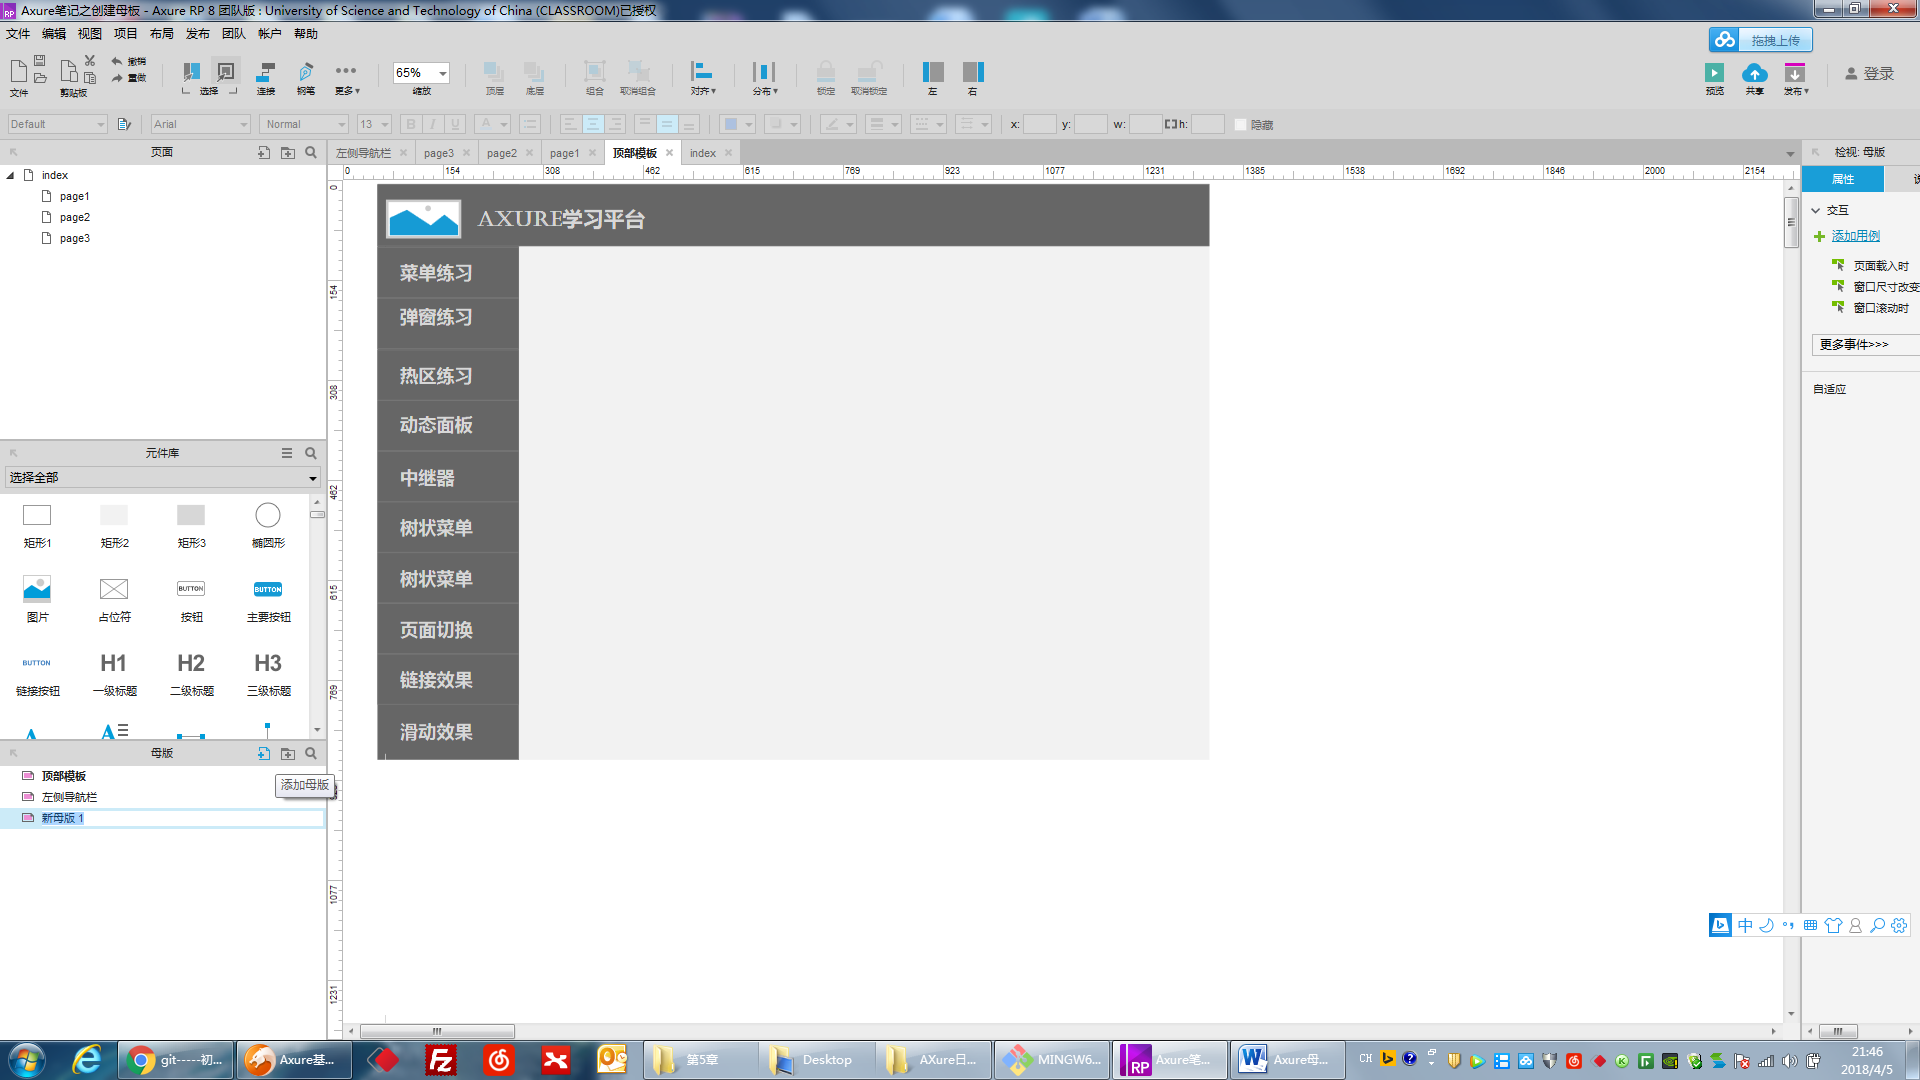 Axure笔记之创建母板 - Axure RP 8 团队版 : University of Science and Technology of China (CLASSROOM)已授权
文件 编辑 视图 项目 布局 发布 团队 帐户 帮助
拖拽上传
撤销
重做
文件 剪贴板 选择 连接 钢笔 更多▼ 65% 缩放 顶层 底层 组合 取消组合 对齐▼ 分布▼ 锁定 取消锁定 左 右 预览 共享 发布▼ 登录
Default Arial Normal 13 B I U A x: y: w: h: 隐藏
页面
index
page1
page2
page3
左侧导航栏 page3 page2 page1 顶部模板 index
0 154 308 462 615 769 923 1077 1231 1385 1538 1692 1846 2000 2154
0
154
308
462
615
769
1077
1231
AXURE学习平台
菜单练习
弹窗练习
热区练习
动态面板
中继器
树状菜单
树状菜单
页面切换
链接效果
滑动效果
元件库
选择全部
矩形1 矩形2 矩形3 椭圆形
BUTTON BUTTON
图片 占位符 按钮 主要按钮
BUTTON H1 H2 H3
链接按钮 一级标题 二级标题 三级标题
A A
母版
顶部模板
左侧导航栏
新母版 1
添加母版
检视: 母版
属性
交互
添加用例
页面载入时
窗口尺寸改变
窗口滚动时
更多事件>>>
自适应
中
git-----初... Axure基... 第5章 Desktop AXure日... MINGW6... Axure笔... Axure母... CH
21:46
2018/4/5